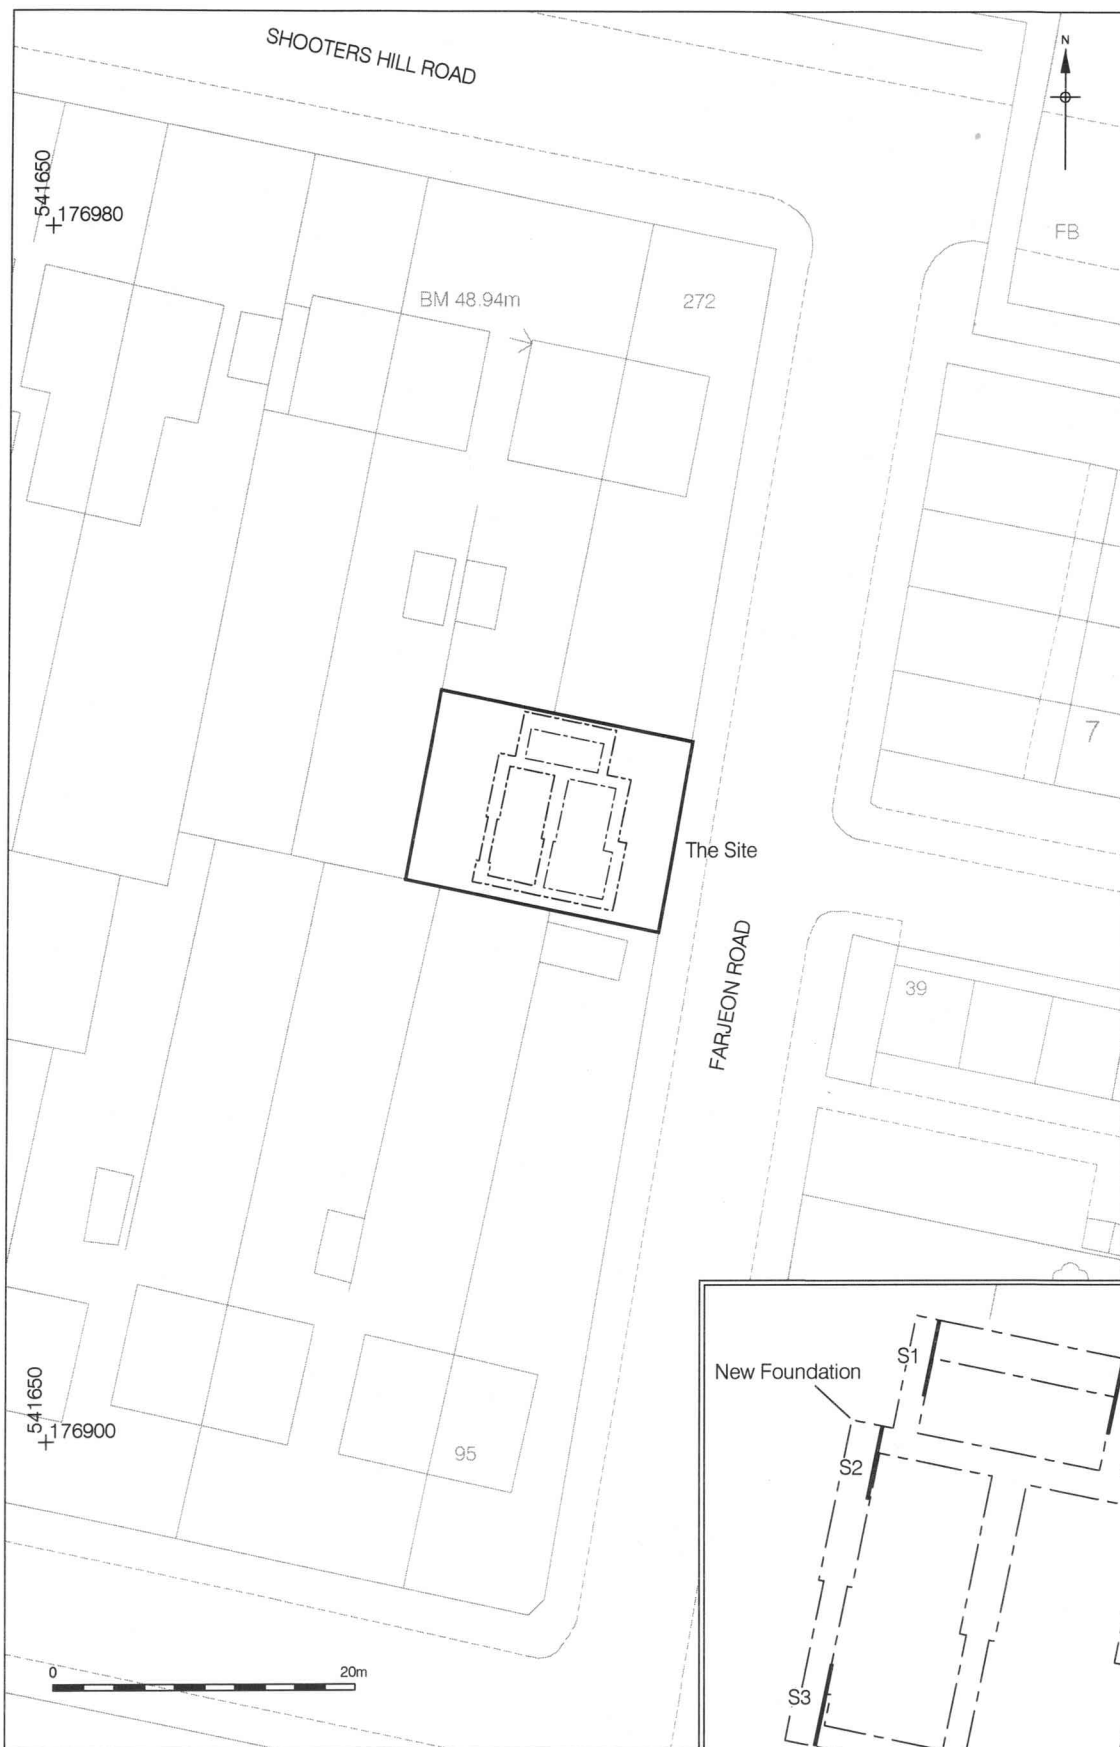 SHOOTERS HILL ROAD
N
541650
176980
FB
BM 48.94m
272
7
The Site
FARJEON ROAD
39
New Foundation
S1
S2
S3
541650
176900
95
0
20m